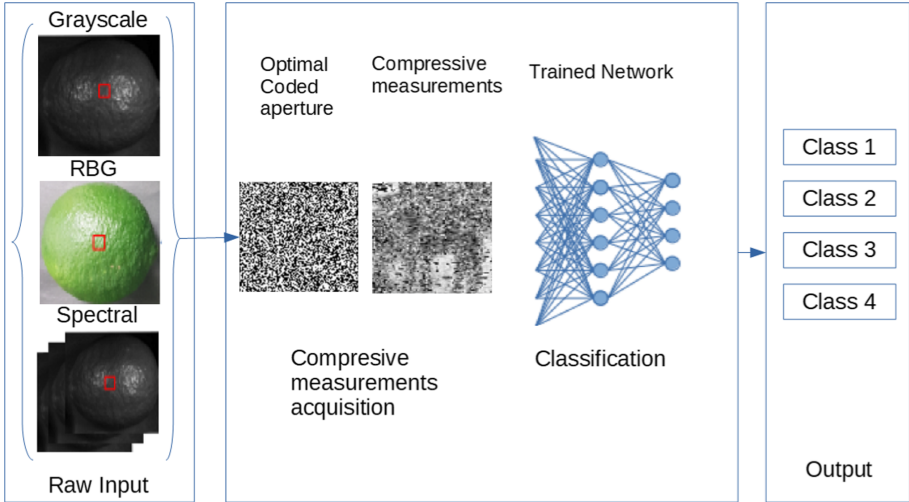 Grayscale
RBG
Spectral
Raw Input
Optimal
Coded
aperture
Compressive
measurements
Trained Network
Compresive
measurements
acquisition
Classification
Class 1
Class 2
Class 3
Class 4
Output